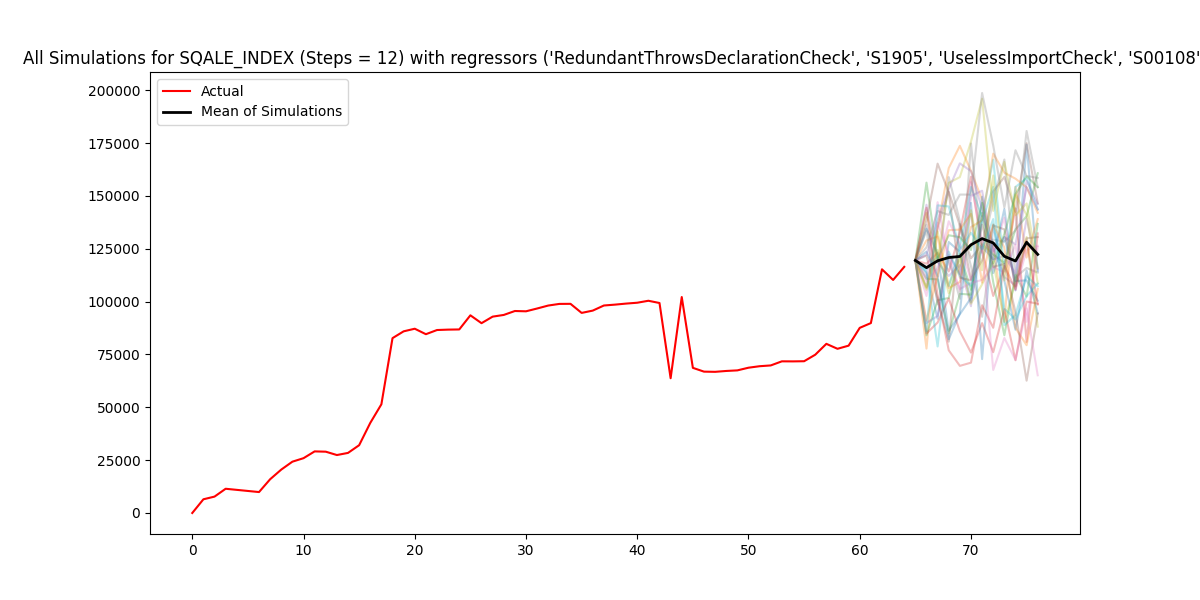 All Simulations for SQALE_INDEX (Steps = 12) with regressors ('RedundantThrowsDeclarationCheck', 'S1905', 'UselessImportCheck', 'S00108'
Actual
Mean of Simulations
200000
175000
150000
125000
100000
75000
50000
25000
0
0 10 20 30 40 50 60 70